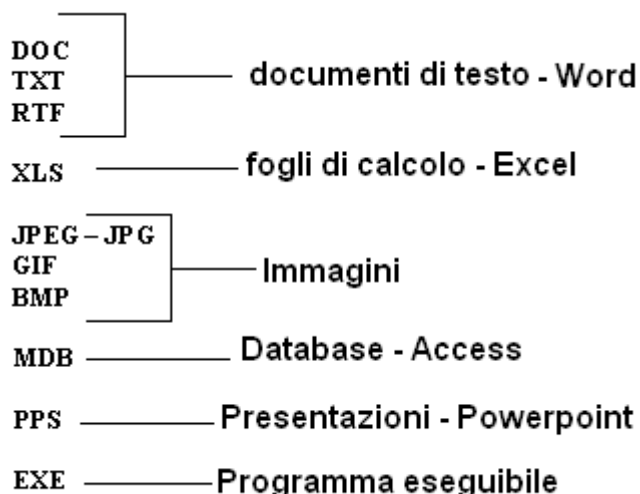 DOC
TXT
RTF
documenti di testo - Word
XLS
fogli di calcolo - Excel
JPEG - JPG
GIF
BMP
Immagini
MDB
Database - Access
PPS
Presentazioni - Powerpoint
EXE
Programma eseguibile